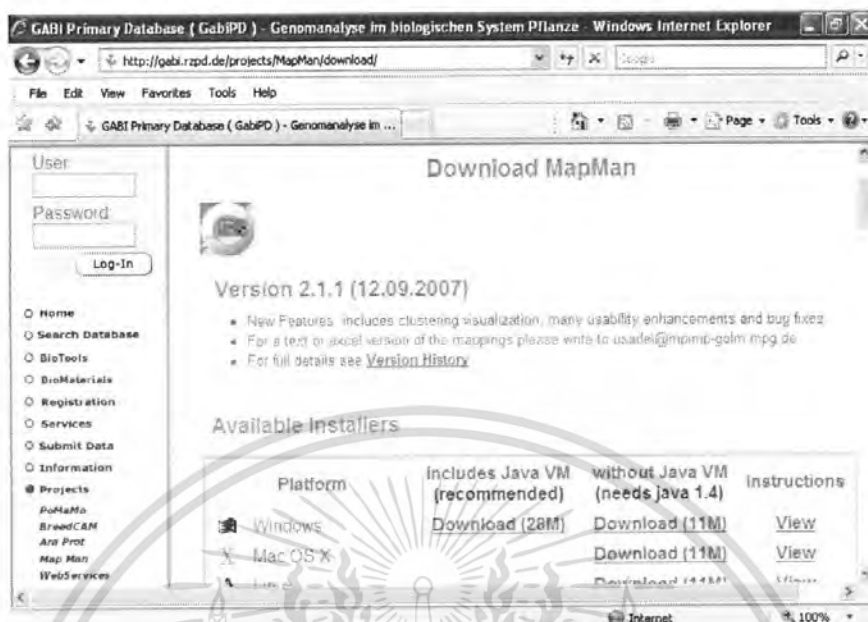 GABI Primary Database ( GabiPD ) - Genomanalyse im biologischen System Pflanze - Windows Internet Explorer
http://gabi.rzpd.de/projects/MapMan/download/
Google
File Edit View Favorites Tools Help
GABI Primary Database ( GabiPD ) - Genomanalyse im ...
Page
Tools
User
Password
Log-In
Home
Search Database
BioTools
BioMaterials
Registration
Services
Submit Data
Information
Projects
PoMaMo
BreedCAM
Ara Prot
Map Man
WebServices
Download MapMan
Version 2.1.1 (12.09.2007)
New Features, includes clustering visualization, many usability enhancements and bug fixes
For a text or excel version of the mappings please write to usadel@mpimp-golm.mpg.de
For full details see Version History
Available Installers
Platform
includes Java VM (recommended)
without Java VM (needs java 1.4)
Instructions
Windows Download (28M) Download (11M) View
Mac OS X Download (11M) View
Internet
100%